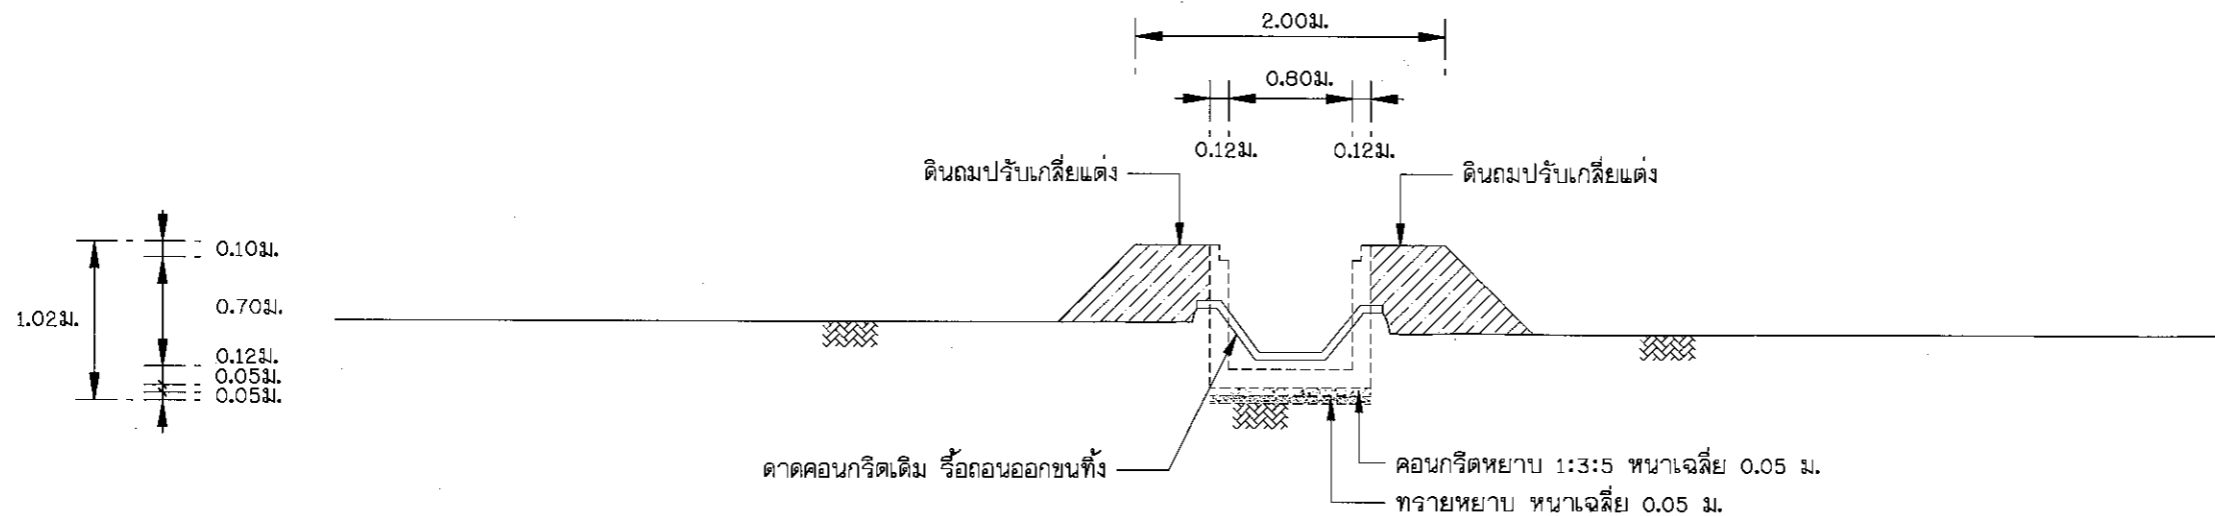 2.00ม.
0.80ม.
0.12ม. 0.12ม.
ดินถมปรับเกลี่ยแต่ง ดินถมปรับเกลี่ยแต่ง
0.10ม.
0.70ม.
1.02ม.
0.12ม.
0.05ม.
0.05ม.
ดาดคอนกรีตเดิม รื้อถอนออกขนทิ้ง
คอนกรีตหยาบ 1:3:5 หนาเฉลี่ย 0.05 ม.
ทรายหยาบ หนาเฉลี่ย 0.05 ม.